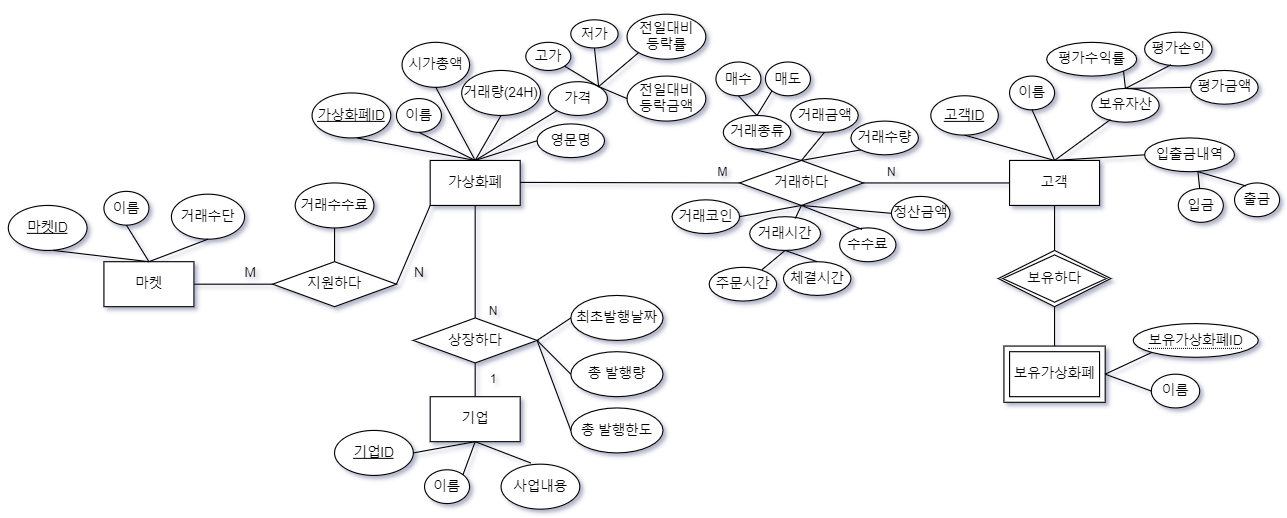 전일대비
등락률
저가
고가
시가총액
거래량(24H)
가격
전일대비
등락금액
가상화폐ID
이름
영문명
매수
매도
거래종류
거래금액
거래수량
평가수익률
평가손익
평가금액
보유자산
고객ID
이름
입출금내역
입금
출금
가상화폐
M
거래하다
N
고객
거래코인
거래시간
수수료
정산금액
주문시간
체결시간
마켓ID
이름
거래수단
거래수수료
마켓
M
지원하다
N
보유하다
N
상장하다
1
최초발행날짜
총 발행량
총 발행한도
보유가상화폐ID
보유가상화폐
이름
기업
기업ID
이름
사업내용